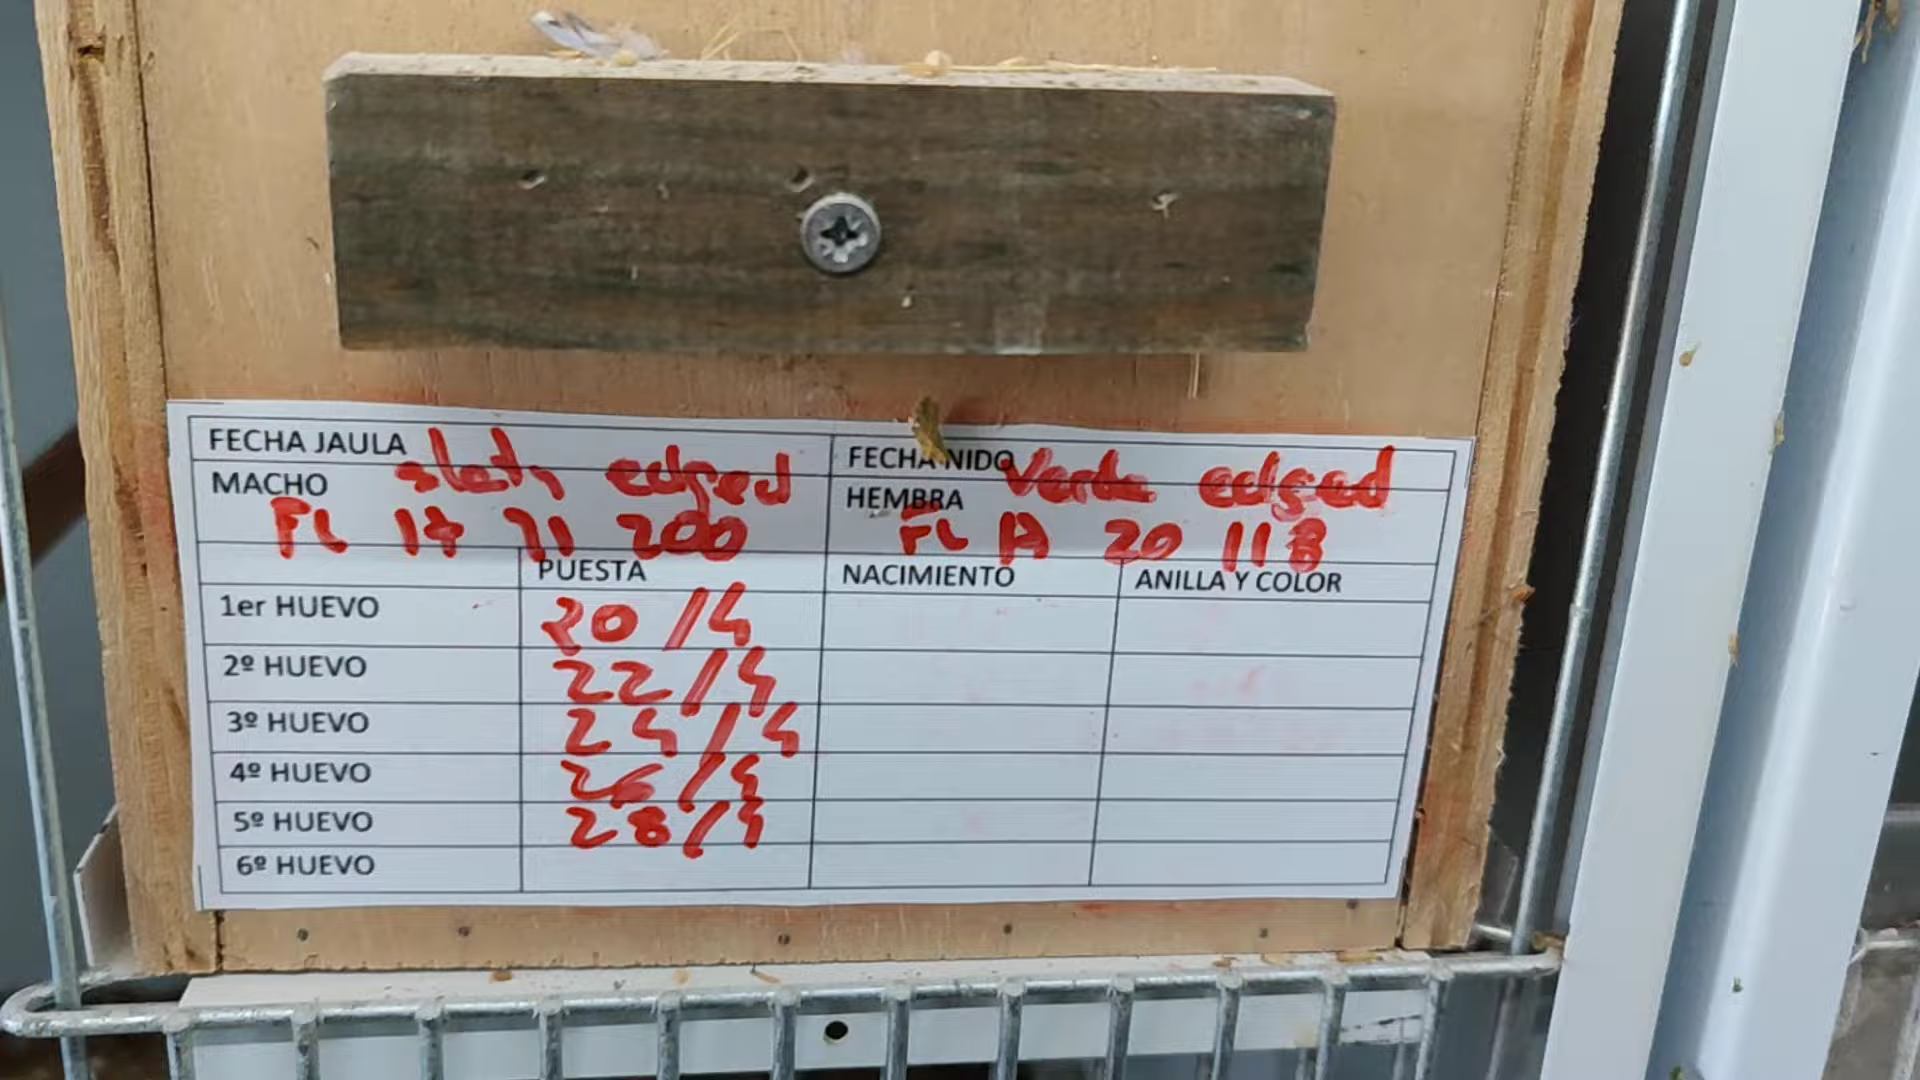 FECHA JAULA
FECHA NIDO
MACHO edged
HEMBRA Verde edged
FL 17 21 200
FL 17 20 118
PUESTA NACIMIENTO ANILLA Y COLOR
1er HUEVO 20/4
2º HUEVO 22/4
3º HUEVO 24/4
4º HUEVO 26/4
5º HUEVO 28/4
6º HUEVO